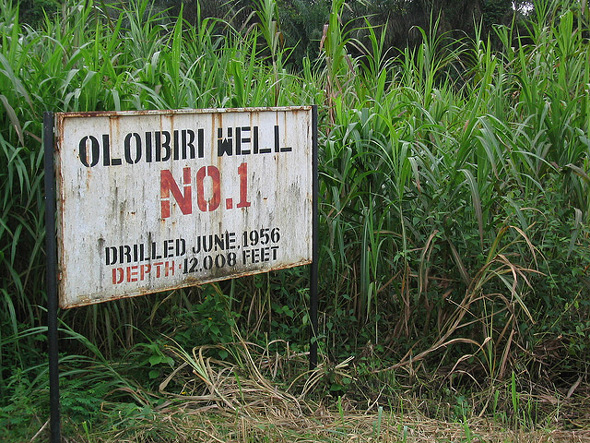 OLOIBIRI WELL
NO.1
DRILLED JUNE, 1956
DEPTH : 12,008 FEET